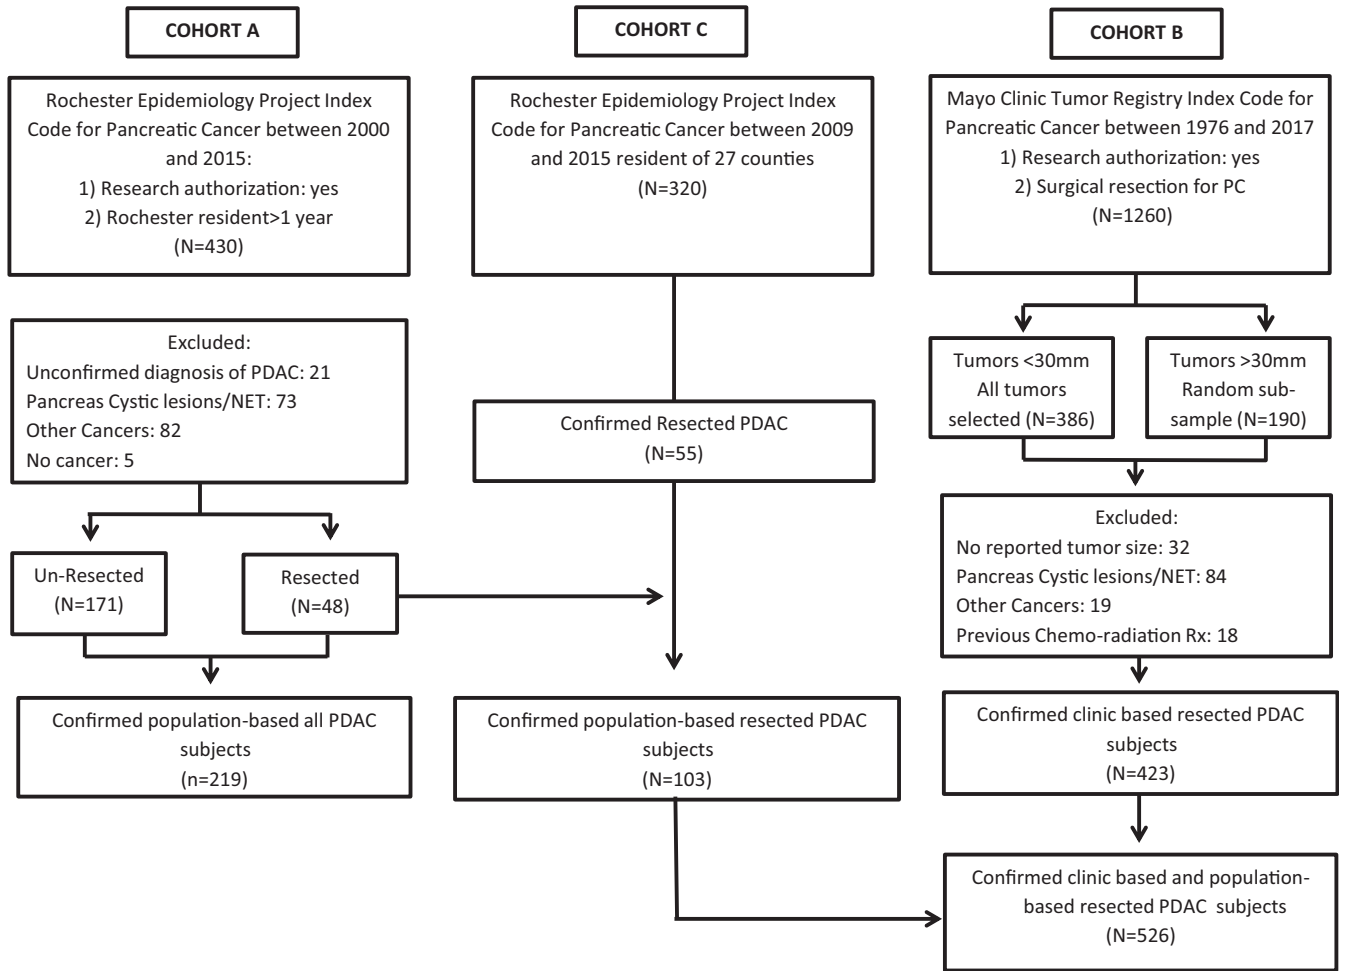 COHORT A
Rochester Epidemiology Project Index
Code for Pancreatic Cancer between 2000
and 2015:
1) Research authorization: yes
2) Rochester resident>1 year
(N=430)
Excluded:
Unconfirmed diagnosis of PDAC: 21
Pancreas Cystic lesions/NET: 73
Other Cancers: 82
No cancer: 5
Un-Resected
(N=171)
Resected
(N=48)
Confirmed population-based all PDAC
subjects
(n=219)
COHORT C
Rochester Epidemiology Project Index
Code for Pancreatic Cancer between 2009
and 2015 resident of 27 counties
(N=320)
Confirmed Resected PDAC
(N=55)
Confirmed population-based resected PDAC
subjects
(N=103)
COHORT B
Mayo Clinic Tumor Registry Index Code for
Pancreatic Cancer between 1976 and 2017
1) Research authorization: yes
2) Surgical resection for PC
(N=1260)
Tumors <30mm
All tumors
selected (N=386)
Tumors >30mm
Random sub-
sample (N=190)
Excluded:
No reported tumor size: 32
Pancreas Cystic lesions/NET: 84
Other Cancers: 19
Previous Chemo-radiation Rx: 18
Confirmed clinic based resected PDAC
subjects
(N=423)
Confirmed clinic based and population-
based resected PDAC subjects
(N=526)